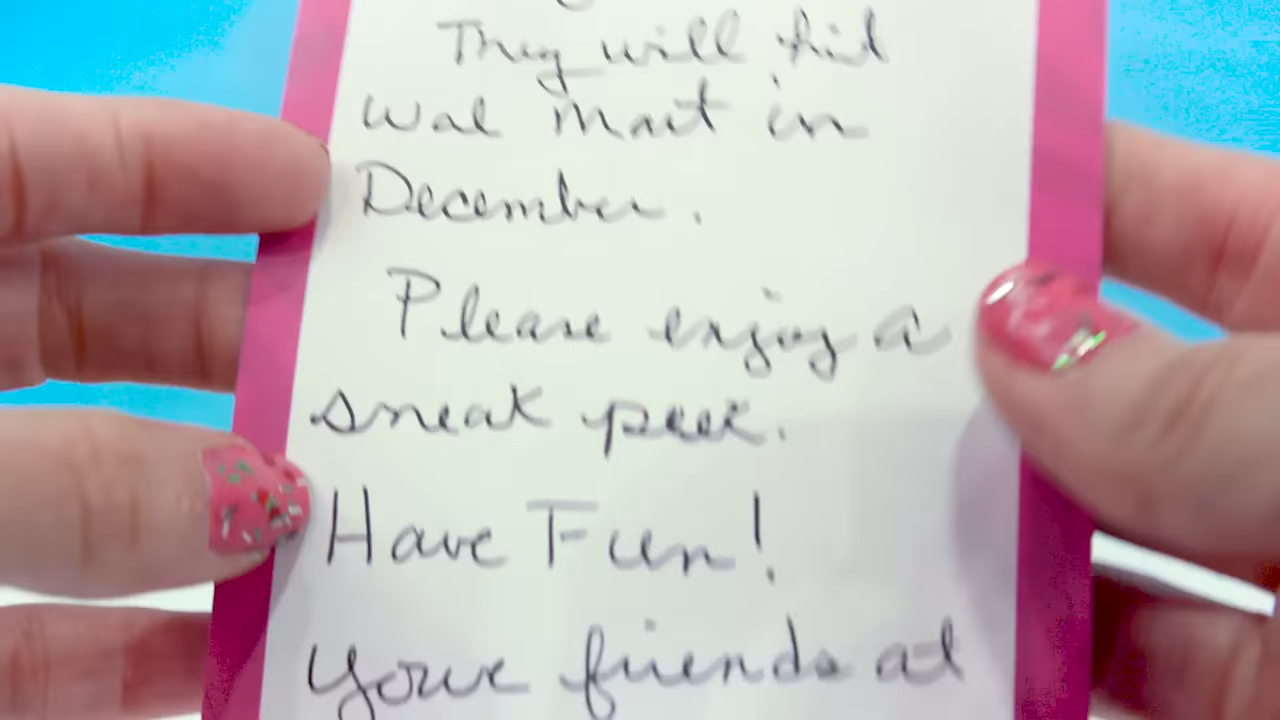 They will hit
Wal Mart in
December.
Please enjoy a
sneak peek.
Have Fun!
Your friends at